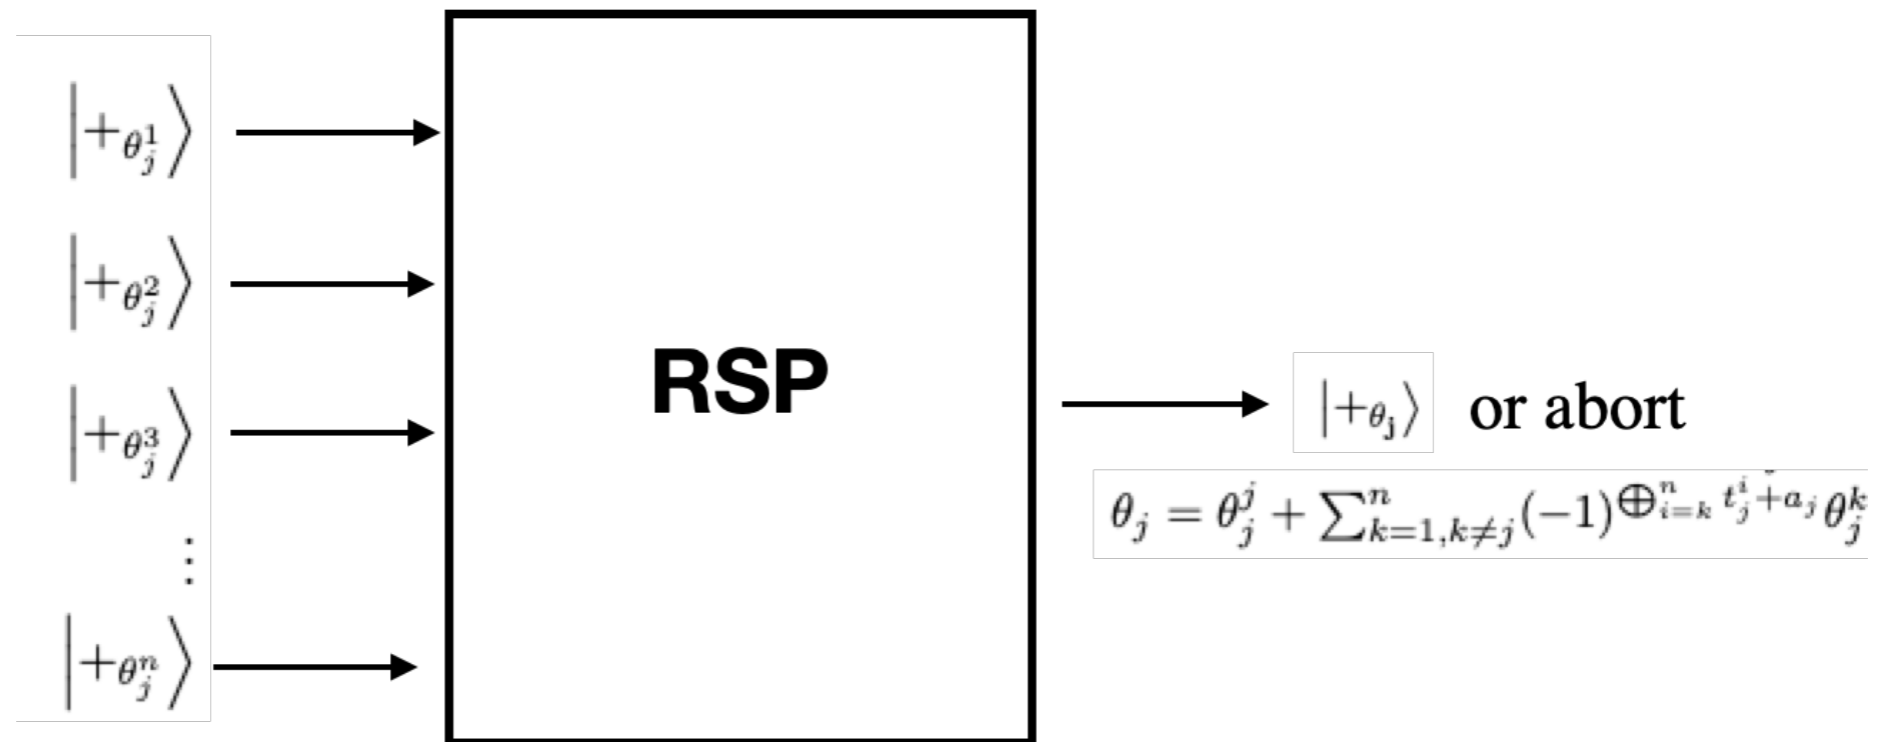 |+_{θ_j^1}⟩
|+_{θ_j^2}⟩
|+_{θ_j^3}⟩
⋮
|+_{θ_j^n}⟩
RSP
|+_{θ_j}⟩ or abort
θ_j = θ_j^j + ∑_{k=1,k≠j}^n (-1)^{⊕_{i=k}^n t_j^i + a_j} θ_j^k